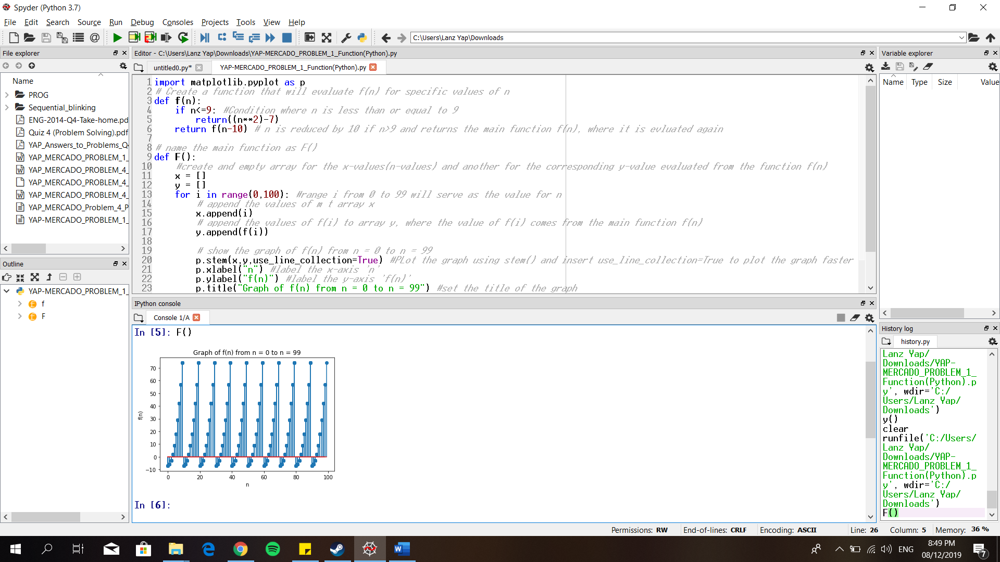 Spyder (Python 3.7)
File Edit Search Source Run Debug Consoles Projects Tools View Help
C:\Users\Lanz Yap\Downloads
File explorer
Name
PROG
Sequential_blinking
ENG-2014-Q4-Take-home.pd
Quiz 4 (Problem Solving).pdf
YAP_Answers_to_Problems_Q4
YAP_MERCADO_PROBLEM_1_
YAP_MERCADO_PROBLEM_4_
YAP_MERCADO_PROBLEM_4_
YAP_MERCADO_PROBLEM_4_
YAP_MERCADO_Problem_4_P
YAP-MERCADO_PROBLEM_1_
Outline
YAP-MERCADO_PROBLEM_1_
f
F
Editor - C:\Users\Lanz Yap\Downloads\YAP-MERCADO_PROBLEM_1_Function(Python).py
untitled0.py* YAP-MERCADO_PROBLEM_1_Function(Python).py
1 import matplotlib.pyplot as p
2 # Create a function that will evaluate f(n) for specific values of n
3 def f(n):
4 if n<=9: #Condition where n is less than or equal to 9
5 return((n**2)-7)
6 return f(n-10) # n is reduced by 10 if n>9 and returns the main function f(n), where it is evluated again
7
8 # name the main function as F()
9 def F():
10 #create and empty array for the x-values(n-values) and another for the corresponding y-value evaluated from the function f(n)
11 x = []
12 y = []
13 for i in range(0,100): #range i from 0 to 99 will serve as the value for n
14 # append the values of m t array x
15 x.append(i)
16 # append the values of f(i) to array y, where the value of f(i) comes from the main function f(n)
17 y.append(f(i))
18
19 # show the graph of f(n) from n = 0 to n = 99
20 p.stem(x,y,use_line_collection=True) #PLot the graph using stem() and insert use_line_collection=True to plot the graph faster
21 p.xlabel("n") #label the x-axis 'n'
22 p.ylabel("f(n)") #label the y-axis 'f(n)'
23 p.title("Graph of f(n) from n = 0 to n = 99") #set the title of the graph
IPython console
Console 1/A
In [5]: F()
Graph of f(n) from n = 0 to n = 99
70
60
50
40
30
20
10
0
-10
f(n)
0 20 40 60 80 100
n
In [6]:
Variable explorer
Name Type Size Value
History log
history.py
Lanz Yap/
Downloads/YAP-
MERCADO_PROBLEM_1_
Function(Python).p
y', wdir='C:/
Users/Lanz Yap/
Downloads')
y()
clear
runfile('C:/Users/
Lanz Yap/
Downloads/YAP-
MERCADO_PROBLEM_1_
Function(Python).p
y', wdir='C:/
Users/Lanz Yap/
Downloads')
F()
Permissions: RW End-of-lines: CRLF Encoding: ASCII Line: 26 Column: 5 Memory: 36 %
ENG
8:49 PM
08/12/2019
7